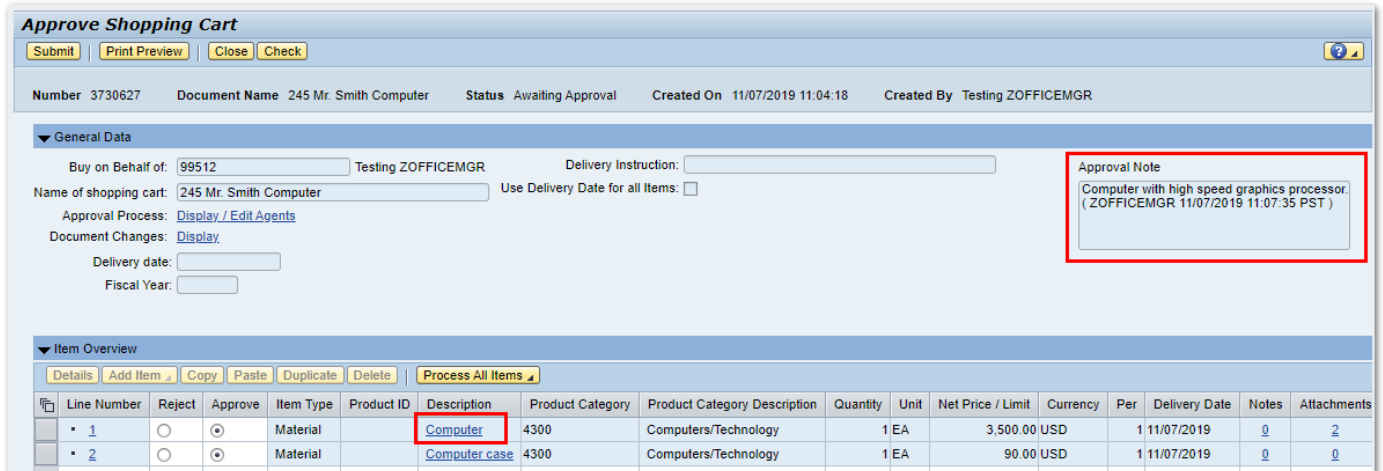 Approve Shopping Cart
Submit Print Preview Close Check
Number 3730627 Document Name 245 Mr. Smith Computer Status Awaiting Approval Created On 11/07/2019 11:04:18 Created By Testing ZOFFICEMGR
General Data
Buy on Behalf of: 99512 Testing ZOFFICEMGR Delivery Instruction: Approval Note
Name of shopping cart: 245 Mr. Smith Computer Use Delivery Date for all Items: Computer with high speed graphics processor.
( ZOFFICEMGR 11/07/2019 11:07:35 PST )
Approval Process: Display / Edit Agents
Document Changes: Display
Delivery date:
Fiscal Year:
Item Overview
Details Add Item Copy Paste Duplicate Delete Process All Items
Line Number Reject Approve Item Type Product ID Description Product Category Product Category Description Quantity Unit Net Price / Limit Currency Per Delivery Date Notes Attachments
• 1 Material Computer 4300 Computers/Technology 1 EA 3,500.00 USD 1 11/07/2019 0 2
• 2 Material Computer case 4300 Computers/Technology 1 EA 90.00 USD 1 11/07/2019 0 0